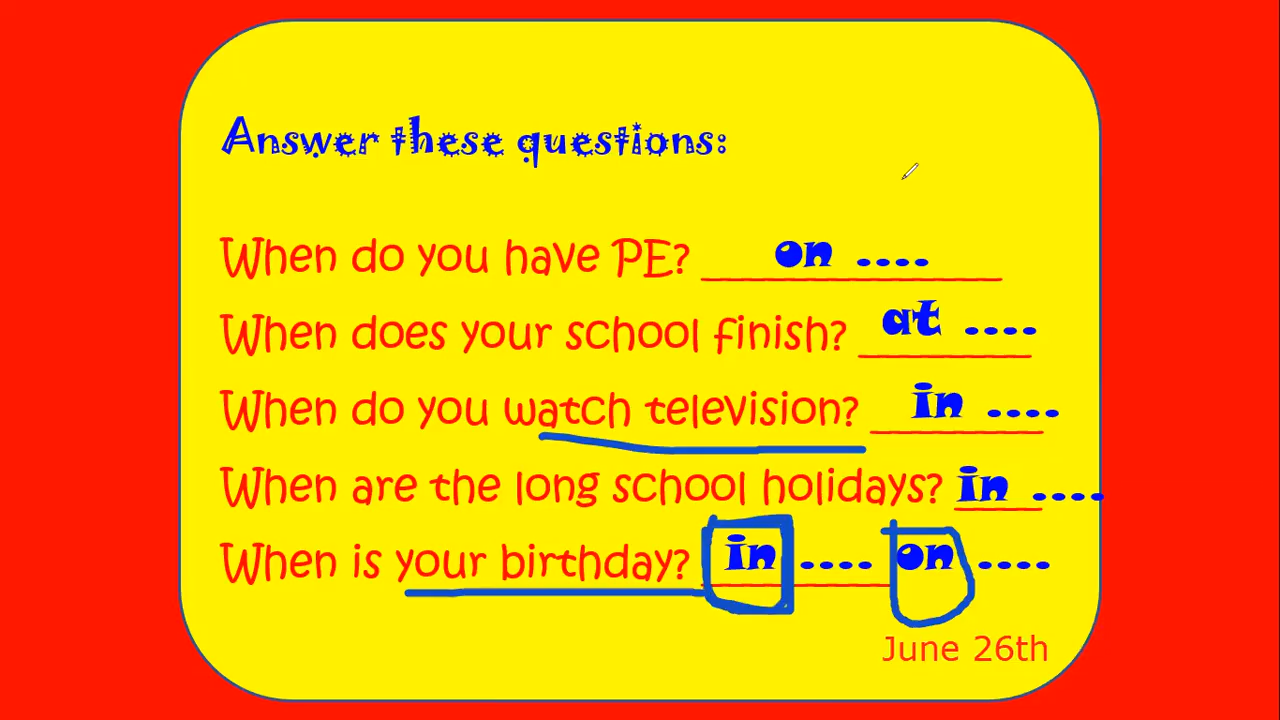 Answer these questions:
When do you have PE? on ....
When does your school finish? at ....
When do you watch television? in ....
When are the long school holidays? in ....
When is your birthday? in .... on ....
June 26th